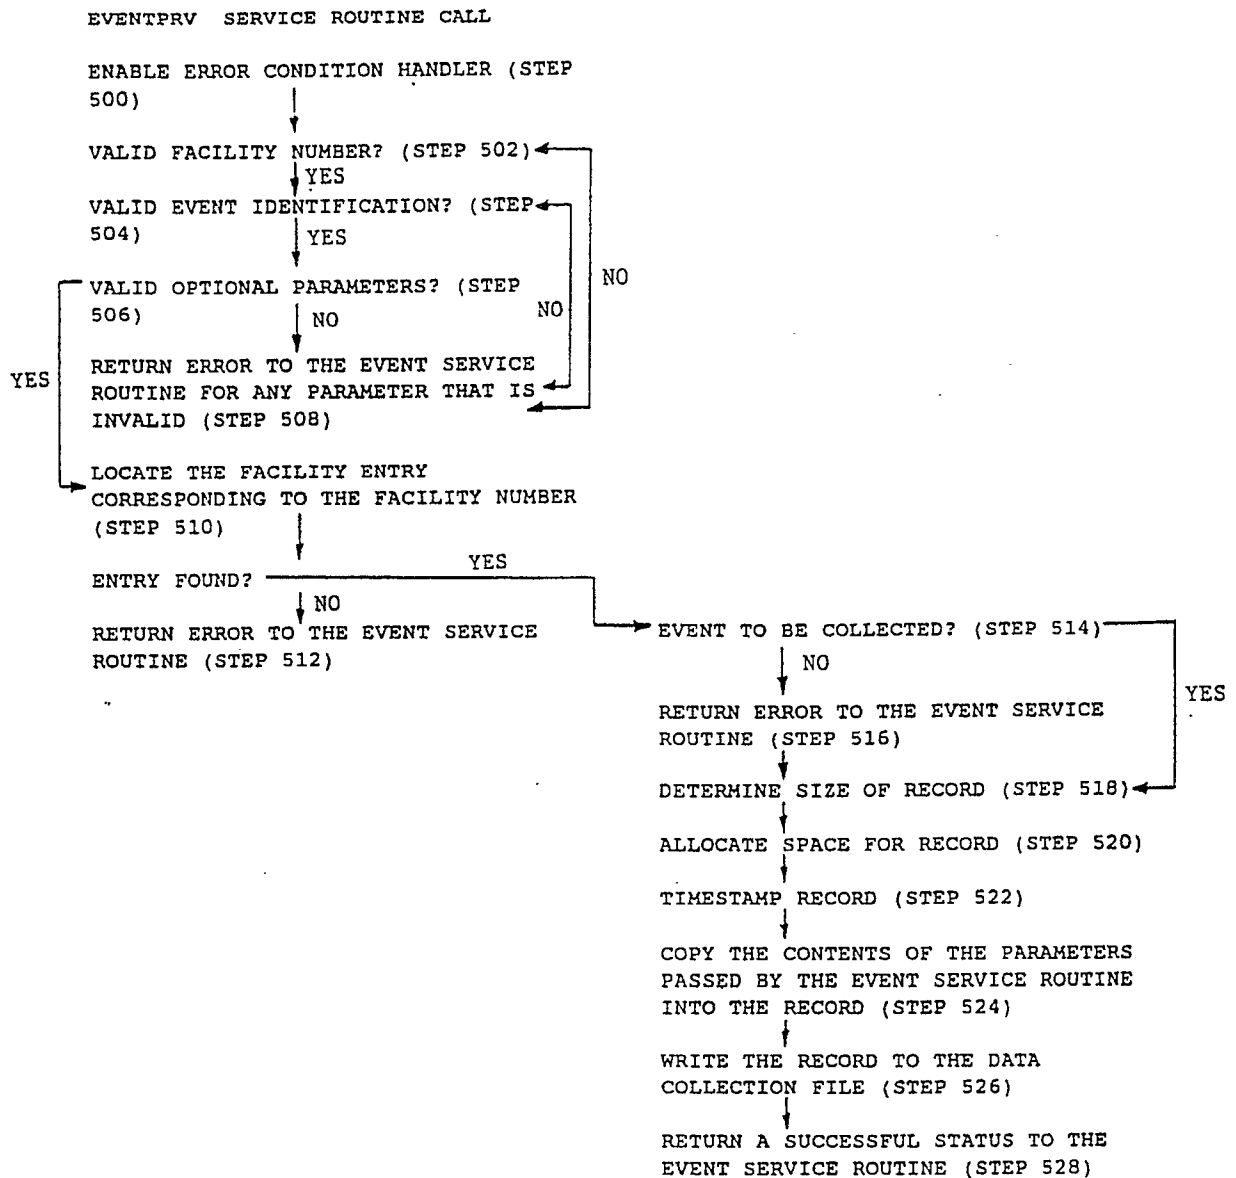 EVENTPRV SERVICE ROUTINE CALL
ENABLE ERROR CONDITION HANDLER (STEP
500)
VALID FACILITY NUMBER? (STEP 502)
YES
VALID EVENT IDENTIFICATION? (STEP
504)
YES
NO
VALID OPTIONAL PARAMETERS? (STEP
506)
NO
NO
YES
RETURN ERROR TO THE EVENT SERVICE
ROUTINE FOR ANY PARAMETER THAT IS
INVALID (STEP 508)
LOCATE THE FACILITY ENTRY
CORRESPONDING TO THE FACILITY NUMBER
(STEP 510)
YES
ENTRY FOUND?
NO
RETURN ERROR TO THE EVENT SERVICE
ROUTINE (STEP 512)
EVENT TO BE COLLECTED? (STEP 514)
NO
YES
RETURN ERROR TO THE EVENT SERVICE
ROUTINE (STEP 516)
DETERMINE SIZE OF RECORD (STEP 518)
ALLOCATE SPACE FOR RECORD (STEP 520)
TIMESTAMP RECORD (STEP 522)
COPY THE CONTENTS OF THE PARAMETERS
PASSED BY THE EVENT SERVICE ROUTINE
INTO THE RECORD (STEP 524)
WRITE THE RECORD TO THE DATA
COLLECTION FILE (STEP 526)
RETURN A SUCCESSFUL STATUS TO THE
EVENT SERVICE ROUTINE (STEP 528)